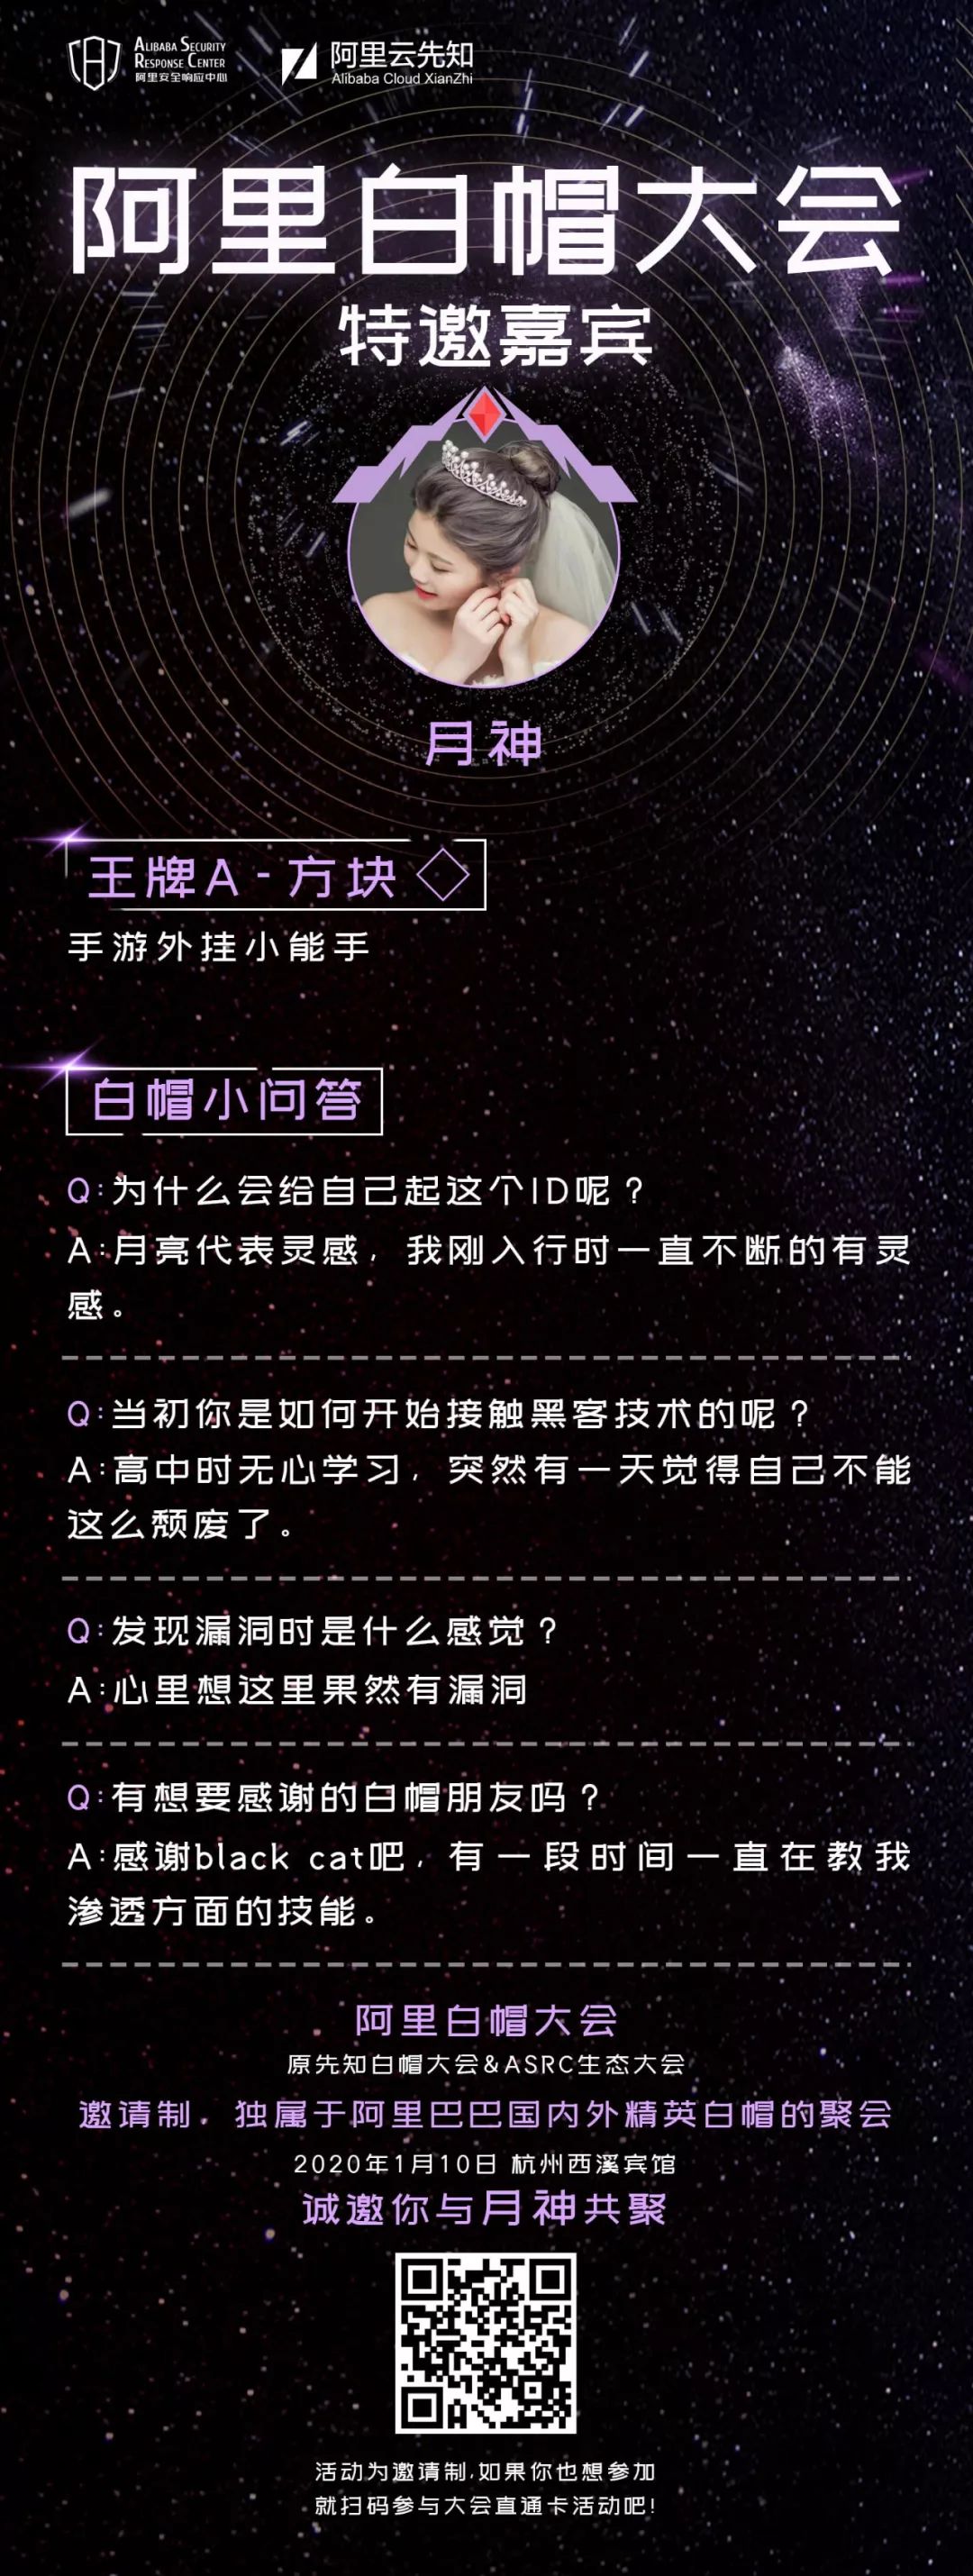 ALIBABA SECURITY
RESPONSE CENTER
阿里安全响应中心
阿里云先知
Alibaba Cloud XianZhi
阿里白帽大会
特邀嘉宾
月神
王牌A-方块
手游外挂小能手
白帽小问答
Q:为什么会给自己起这个ID呢？
A:月亮代表灵感，我刚入行时一直不断的有灵
感。
Q:当初你是如何开始接触黑客技术的呢？
A:高中时无心学习，突然有一天觉得自己不能
这么颓废了。
Q:发现漏洞时是什么感觉？
A:心里想这里果然有漏洞
Q:有想要感谢的白帽朋友吗？
A:感谢black cat吧，有一段时间一直在教我
渗透方面的技能。
阿里白帽大会
原先知白帽大会&ASRC生态大会
邀请制，独属于阿里巴巴国内外精英白帽的聚会
2020年1月10日 杭州西溪宾馆
诚邀你与月神共聚
活动为邀请制,如果你也想参加
就扫码参与大会直通卡活动吧!